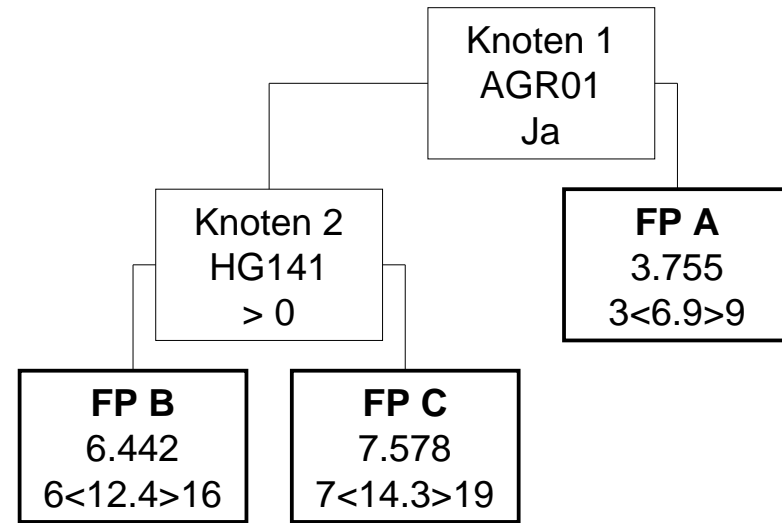 Knoten 1
AGR01
Ja
Knoten 2
HG141
> 0
FP A
3.755
3<6.9>9
FP B
6.442
6<12.4>16
FP C
7.578
7<14.3>19